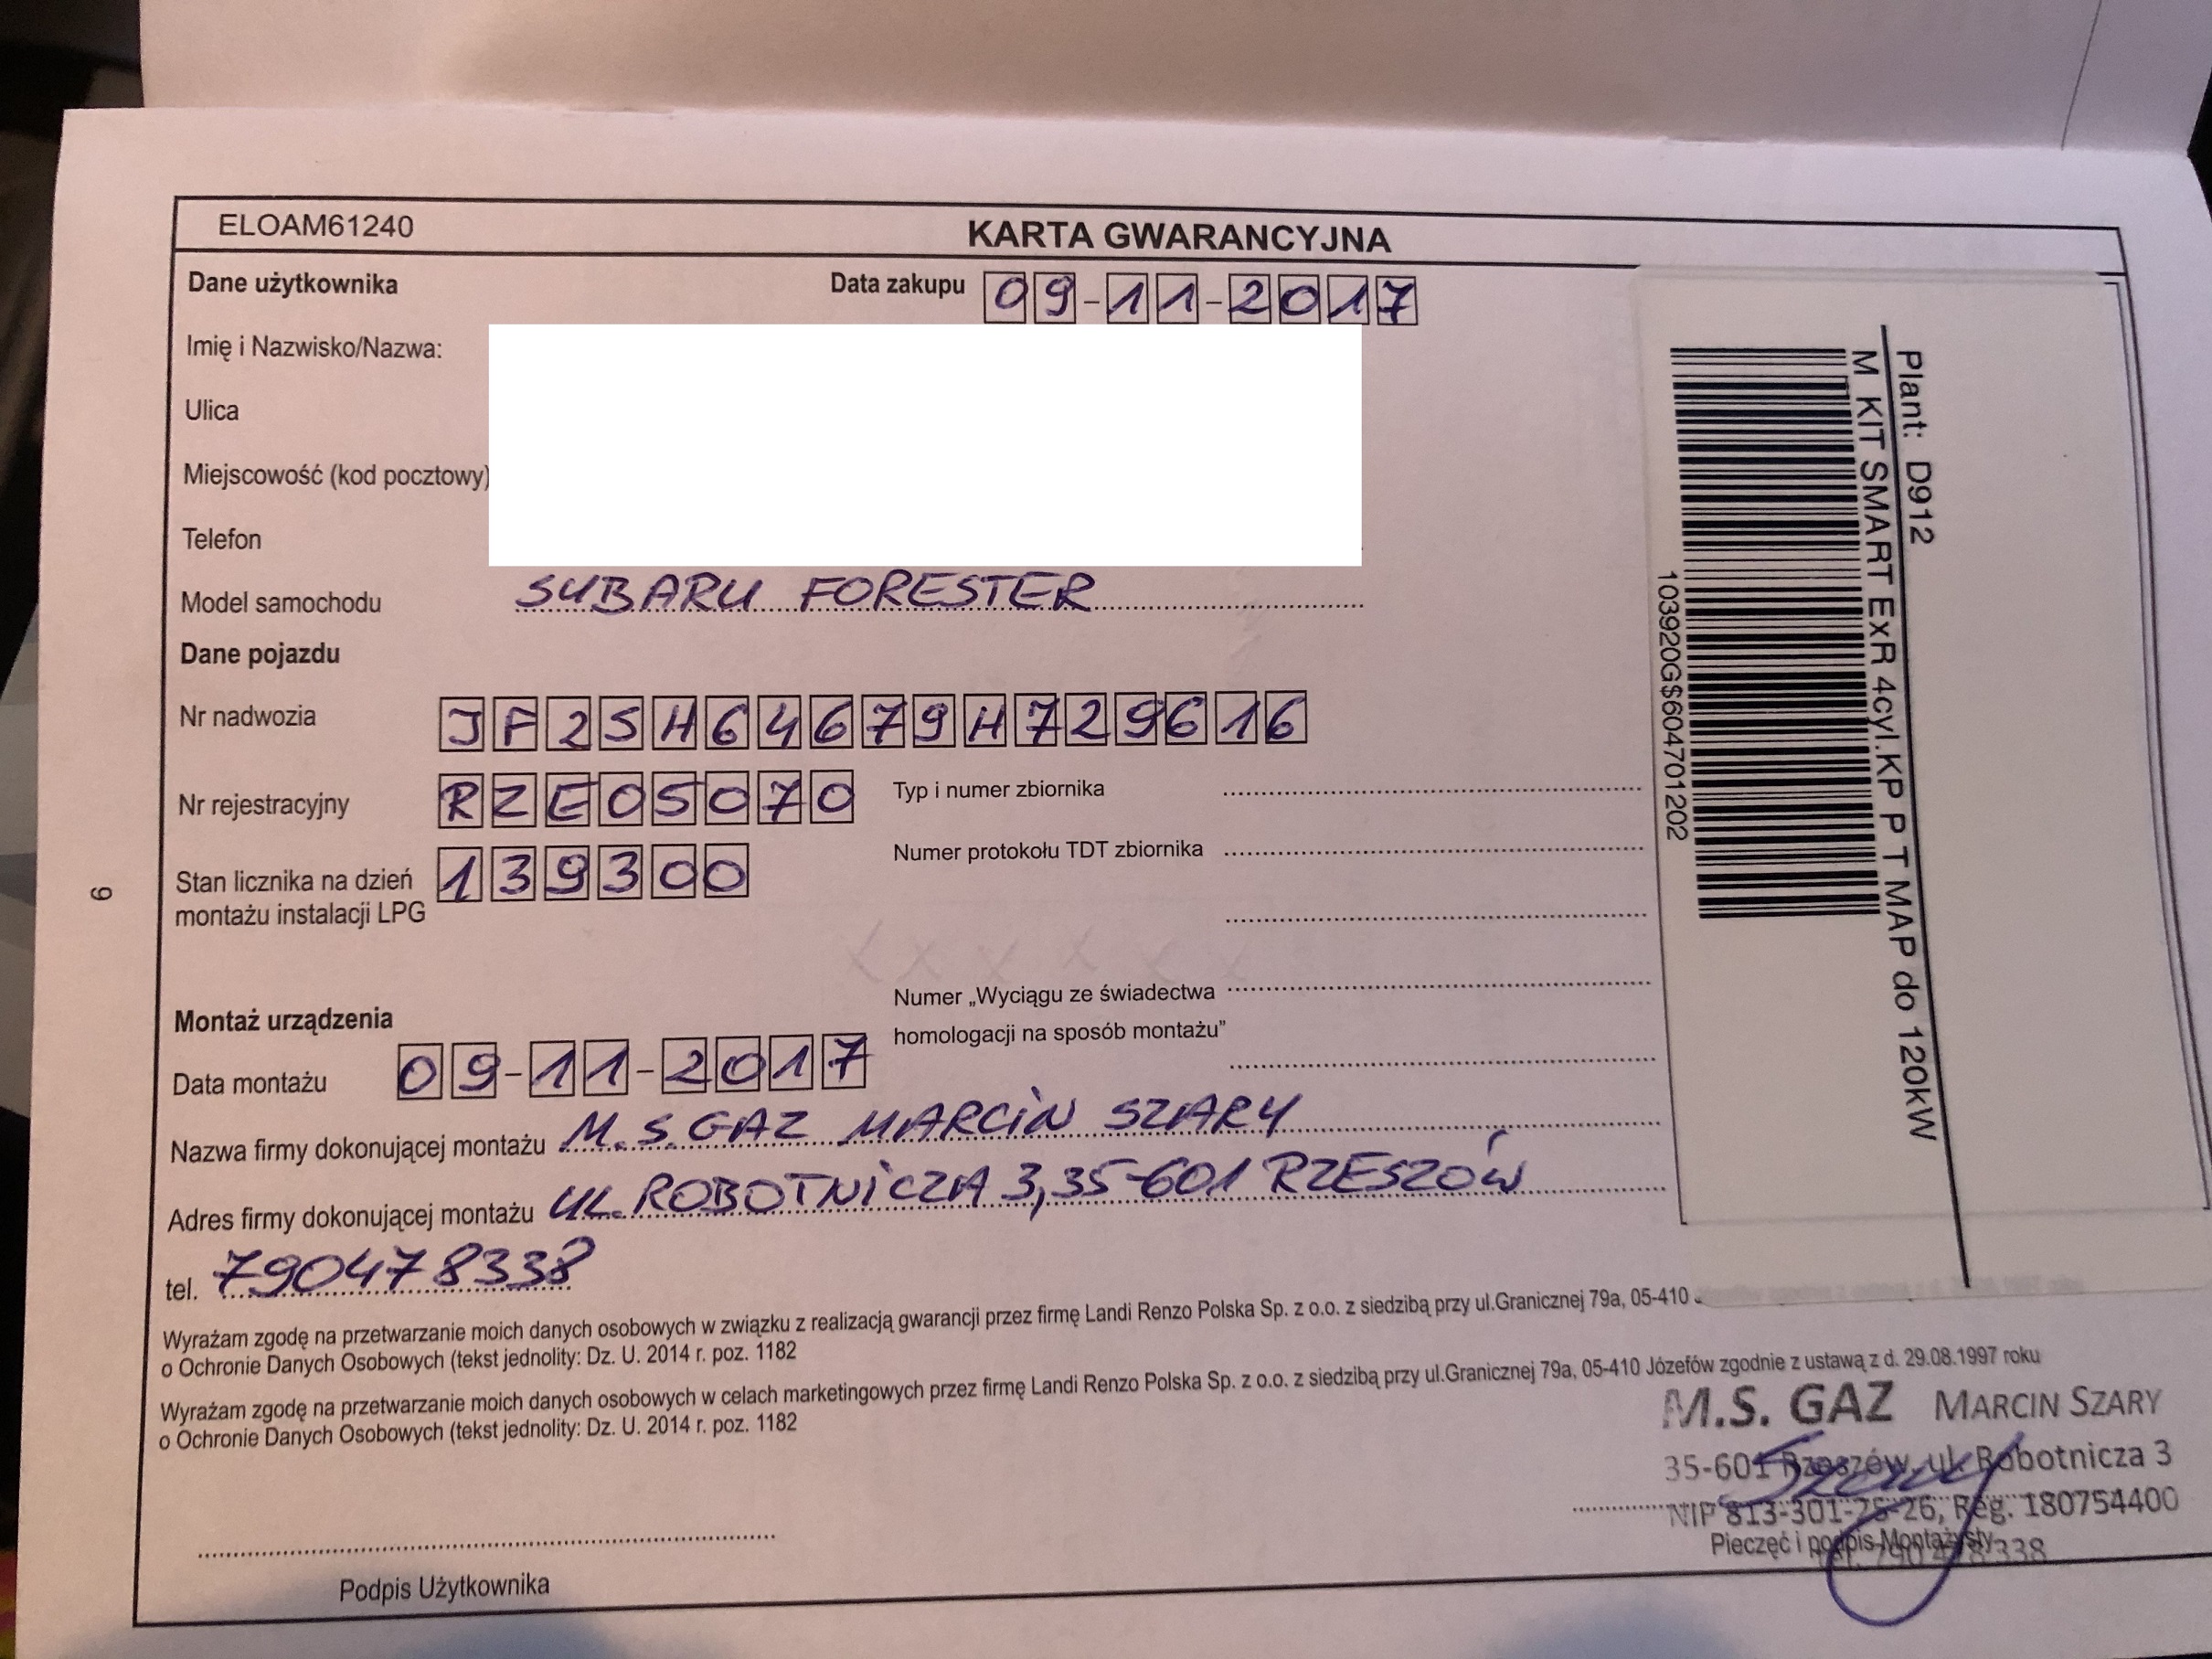 ELOAM61240
KARTA GWARANCYJNA
Dane użytkownika
Data zakupu 09-11-2017
Imię i Nazwisko/Nazwa:
Ulica
Miejscowość (kod pocztowy)
Telefon
Model samochodu SUBARU FORESTER
Dane pojazdu
Nr nadwozia JF2SH64679H729616
Nr rejestracyjny RZE05070
Typ i numer zbiornika
Stan licznika na dzień montażu instalacji LPG 139300
Numer protokołu TDT zbiornika
Numer „Wyciągu ze świadectwa
homologacji na sposób montażu”
Montaż urządzenia
Data montażu 09-11-2017
Nazwa firmy dokonującej montażu M.S.GAZ MARCIN SZARY
Adres firmy dokonującej montażu UL.ROBOTNICZA 3, 35-601 RZESZÓW
tel. 790478338
Wyrażam zgodę na przetwarzanie moich danych osobowych w związku z realizacją gwarancji przez firmę Landi Renzo Polska Sp. z o.o. z siedzibą przy ul.Granicznej 79a, 05-410
o Ochronie Danych Osobowych (tekst jednolity: Dz. U. 2014 r. poz. 1182
Wyrażam zgodę na przetwarzanie moich danych osobowych w celach marketingowych przez firmę Landi Renzo Polska Sp. z o.o. z siedzibą przy ul.Granicznej 79a, 05-410 Józefów zgodnie z ustawą z d. 29.08.1997 roku
o Ochronie Danych Osobowych (tekst jednolity: Dz. U. 2014 r. poz. 1182
Podpis Użytkownika
M.S. GAZ MARCIN SZARY
35-601 Rzeszów, ul. Robotnicza 3
NIP 813-301-25-26, Reg. 180754400
Pieczęć i podpis Montażysty
790 478 338
Plant: D912
M KIT SMART ExR 4cyl.KP P T MAP do 120kW
103920G$604701202
9